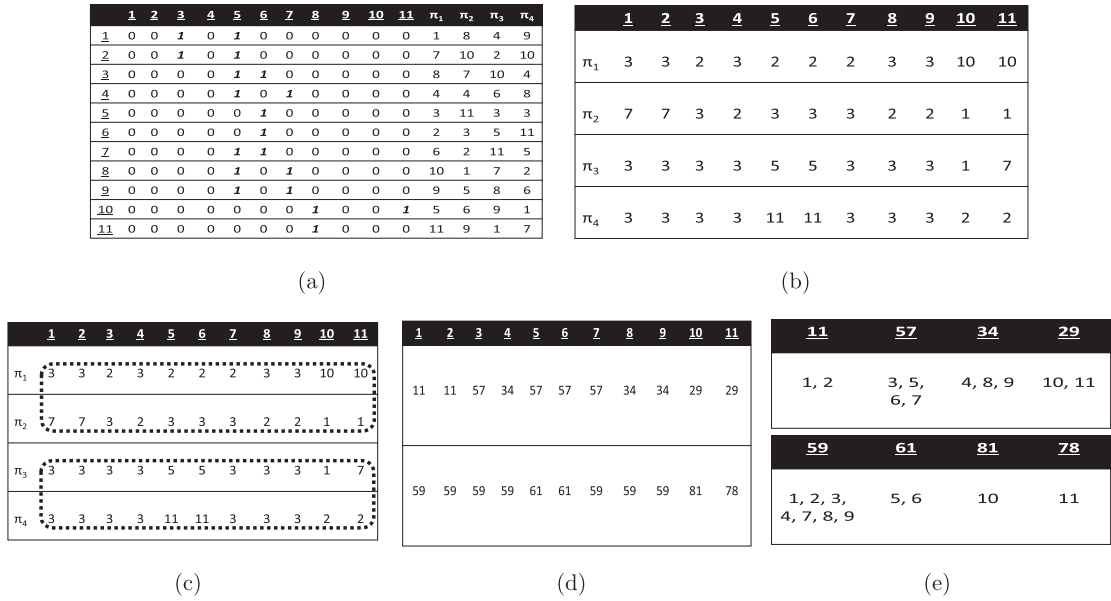 1 2 3 4 5 6 7 8 9 10 11 π1 π2 π3 π4
1 0 0 1 0 1 0 0 0 0 0 0 1 8 4 9
2 0 0 1 0 1 0 0 0 0 0 0 7 10 2 10
3 0 0 0 0 1 1 0 0 0 0 0 8 7 10 4
4 0 0 0 0 1 0 1 0 0 0 0 4 4 6 8
5 0 0 0 0 0 1 0 0 0 0 0 3 11 3 3
6 0 0 0 0 0 1 0 0 0 0 0 2 3 5 11
7 0 0 0 0 1 1 0 0 0 0 0 6 2 11 5
8 0 0 0 0 1 0 1 0 0 0 0 10 1 7 2
9 0 0 0 0 1 0 1 0 0 0 0 9 5 8 6
10 0 0 0 0 0 0 0 1 0 0 1 5 6 9 1
11 0 0 0 0 0 0 0 1 0 0 0 11 9 1 7
(a)
1 2 3 4 5 6 7 8 9 10 11
π1 3 3 2 3 2 2 2 3 3 10 10
π2 7 7 3 2 3 3 3 2 2 1 1
π3 3 3 3 3 5 5 3 3 3 1 7
π4 3 3 3 3 11 11 3 3 3 2 2
(b)
1 2 3 4 5 6 7 8 9 10 11
π1 3 3 2 3 2 2 2 3 3 10 10
π2 7 7 3 2 3 3 3 2 2 1 1
π3 3 3 3 3 5 5 3 3 3 1 7
π4 3 3 3 3 11 11 3 3 3 2 2
(c)
1 2 3 4 5 6 7 8 9 10 11
11 11 57 34 57 57 57 34 34 29 29
59 59 59 59 61 61 59 59 59 81 78
(d)
11 57 34 29
1, 2 3, 5, 4, 8, 9 10, 11
6, 7
59 61 81 78
1, 2, 3, 5, 6 10 11
4, 7, 8, 9
(e)